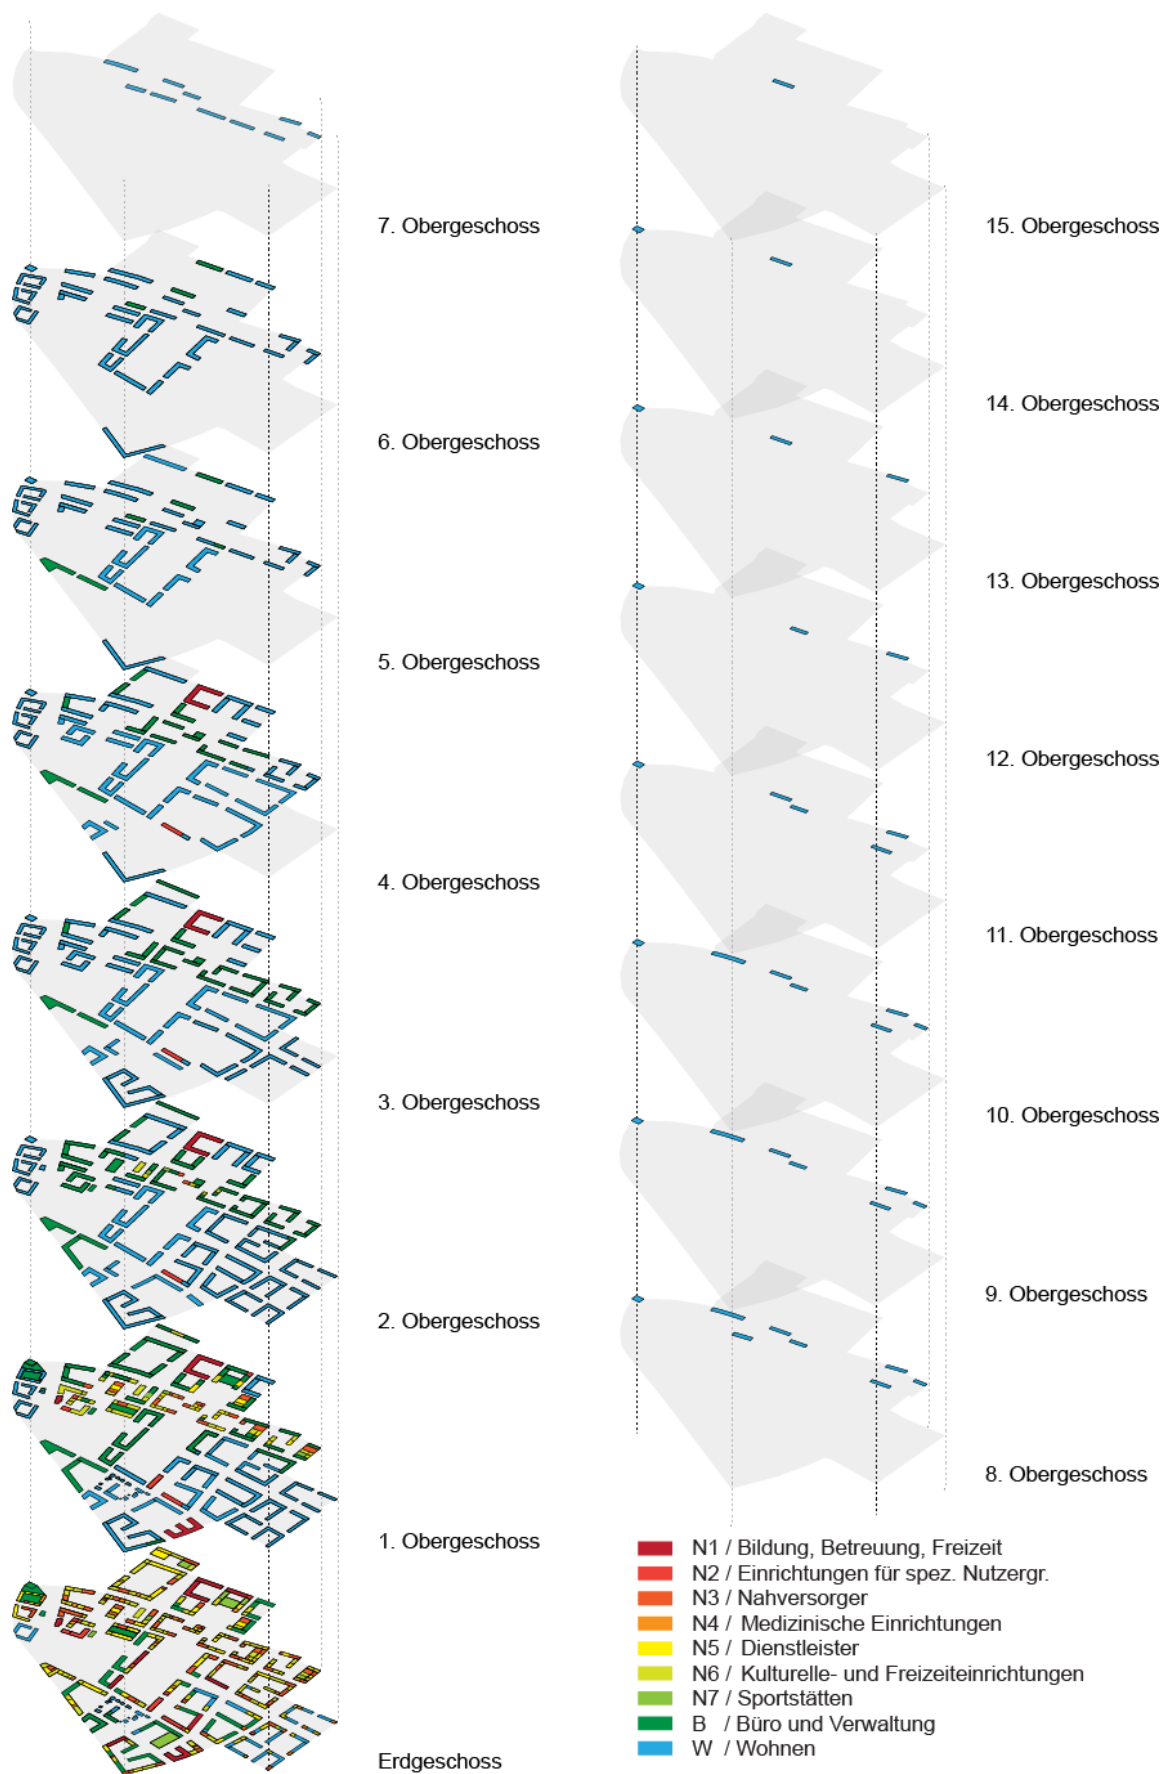 7. Obergeschoss
6. Obergeschoss
5. Obergeschoss
4. Obergeschoss
3. Obergeschoss
2. Obergeschoss
1. Obergeschoss
Erdgeschoss
15. Obergeschoss
14. Obergeschoss
13. Obergeschoss
12. Obergeschoss
11. Obergeschoss
10. Obergeschoss
9. Obergeschoss
8. Obergeschoss
N1 / Bildung, Betreuung, Freizeit
N2 / Einrichtungen für spez. Nutzergr.
N3 / Nahversorger
N4 / Medizinische Einrichtungen
N5 / Dienstleister
N6 / Kulturelle- und Freizeiteinrichtungen
N7 / Sportstätten
B / Büro und Verwaltung
W / Wohnen